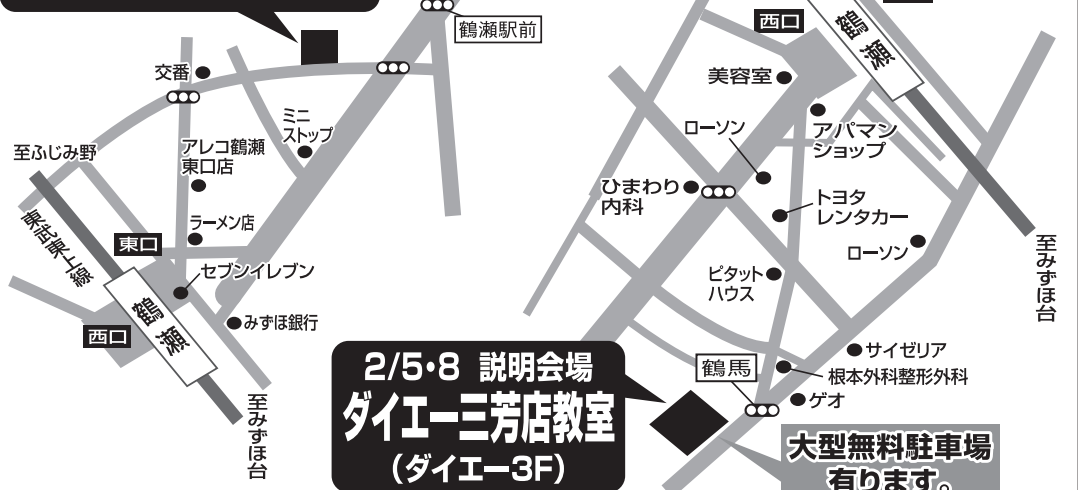 鶴瀬駅前
交番
ミニ
ストップ
アレコ鶴瀬
東口店
至ふじみ野
東武東上線
ラーメン店
東口
セブンイレブン
鶴瀬
西口
みずほ銀行
至みずほ台
西口
鶴瀬
美容室
ローソン
アパマン
ショップ
ひまわり
内科
トヨタ
レンタカー
ローソン
至みずほ台
ピタット
ハウス
サイゼリア
鶴馬
根本外科整形外科
ゲオ
2/5・8 説明会場
ダイエー三芳店教室
（ダイエー3F）
大型無料駐車場
有ります。